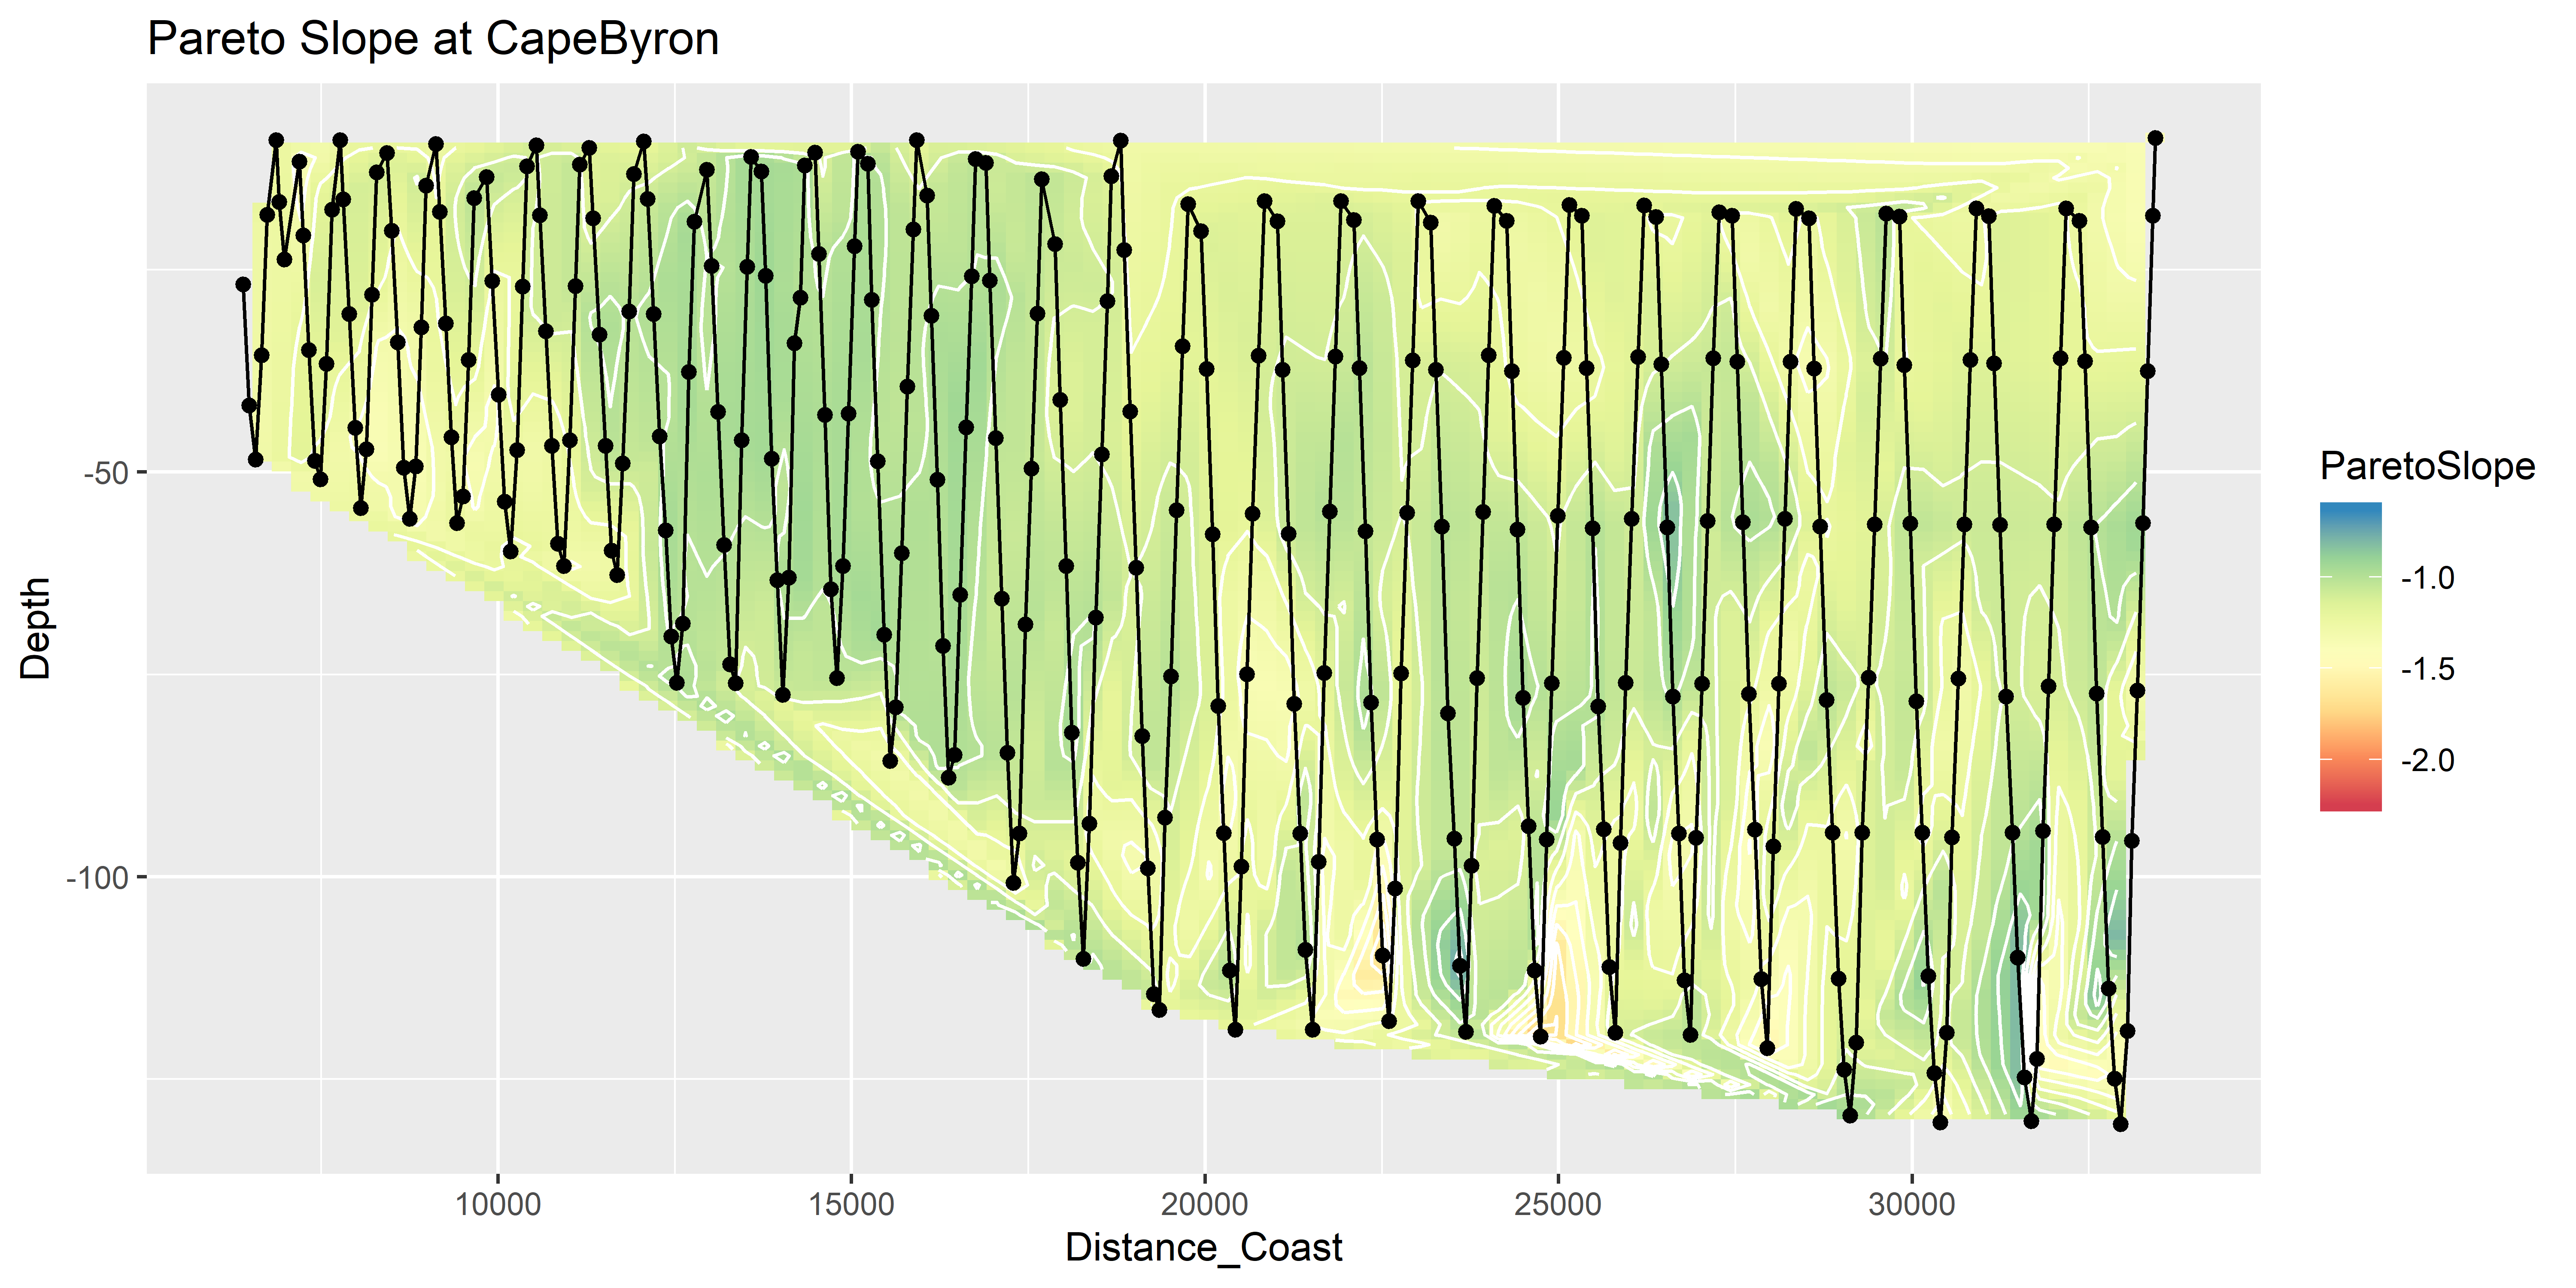 Pareto Slope at CapeByron
-50
-100
Depth
10000 15000 20000 25000 30000
Distance_Coast
ParetoSlope
-1.0
-1.5
-2.0